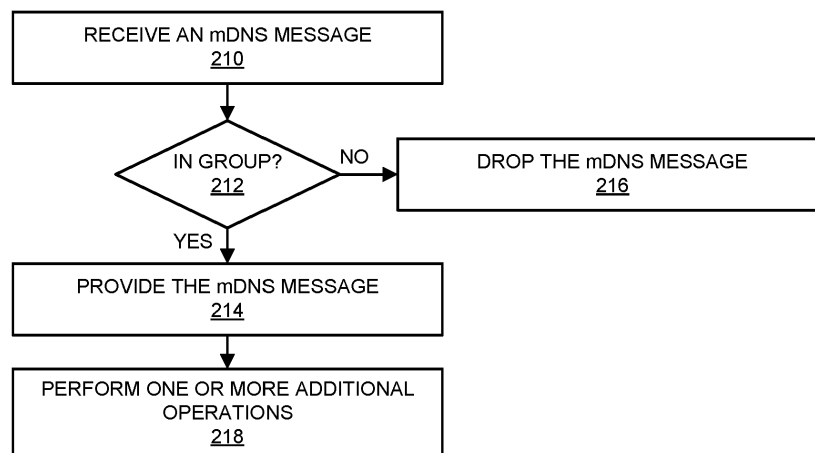 RECEIVE AN mDNS MESSAGE
210
IN GROUP?
212
NO
DROP THE mDNS MESSAGE
216
YES
PROVIDE THE mDNS MESSAGE
214
PERFORM ONE OR MORE ADDITIONAL
OPERATIONS
218